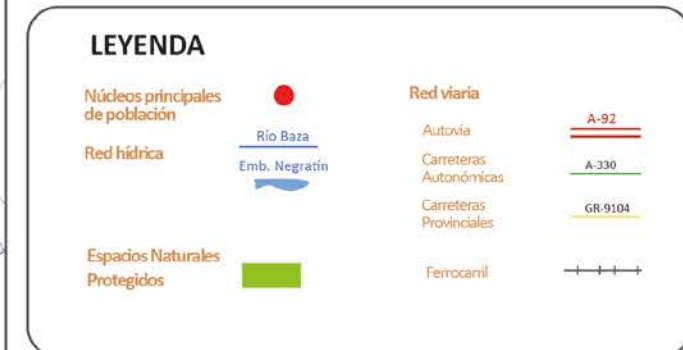 LEYENDA
Núcleos principales
de población
Red hídrica
Río Baza
Emb. Negratín
Espacios Naturales
Protegidos
Red viaria
Autovía
A-92
Carreteras
Autonómicas
A-330
Carreteras
Provinciales
GR-9104
Ferrocarril